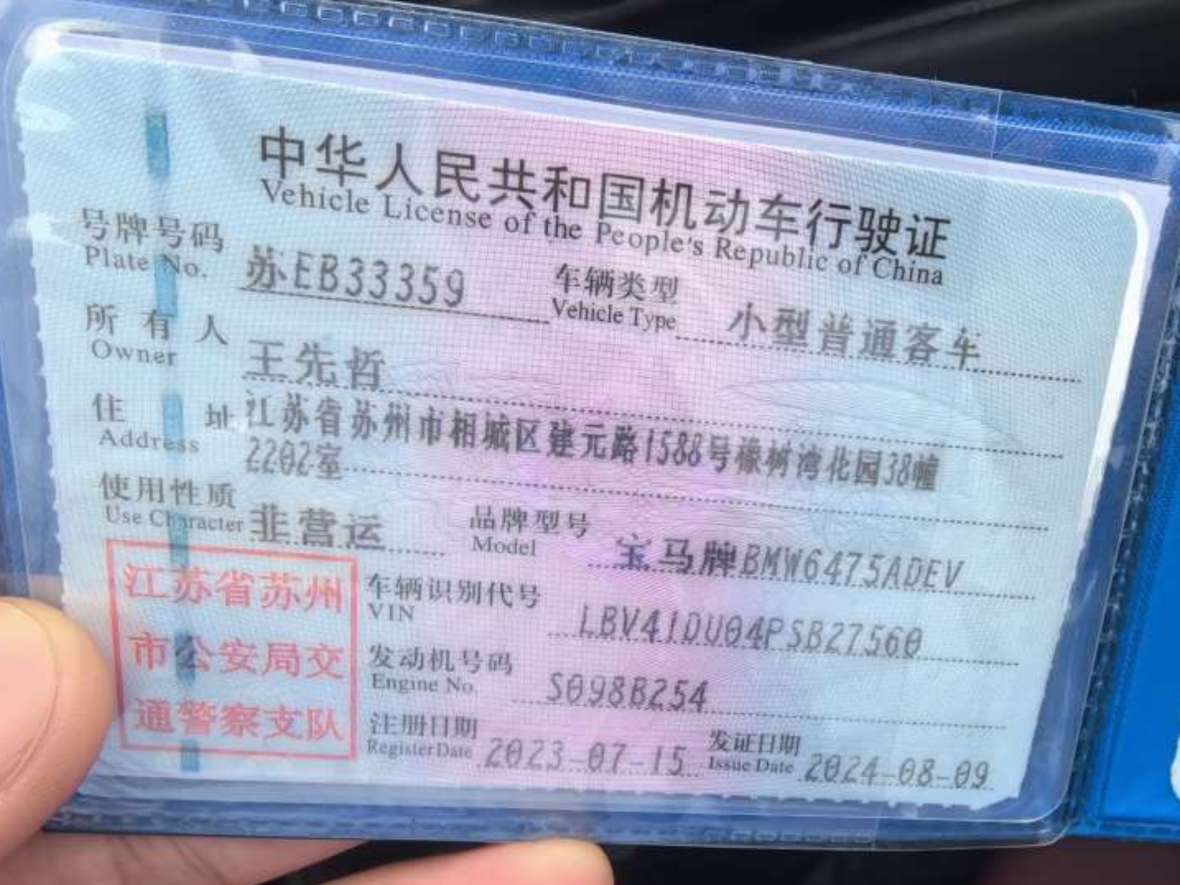 中华人民共和国机动车行驶证
Vehicle License of the People's Republic of China
号牌号码 苏EB33359 车辆类型 小型普通客车
Plate No. Vehicle Type
所有人 王先哲
Owner
住址 江苏省苏州市相城区建元路1588号橡树湾花园38幢
Address 2202室
使用性质 非营运 品牌型号 宝马牌BMW6475ADEV
Use Character Model
江苏省苏州
市公安局交
通警察支队
车辆识别代号 LBV41DU04PSB27560
VIN
发动机号码 S098B254
Engine No.
注册日期 2023-07-15 发证日期 2024-08-09
Register Date Issue Date